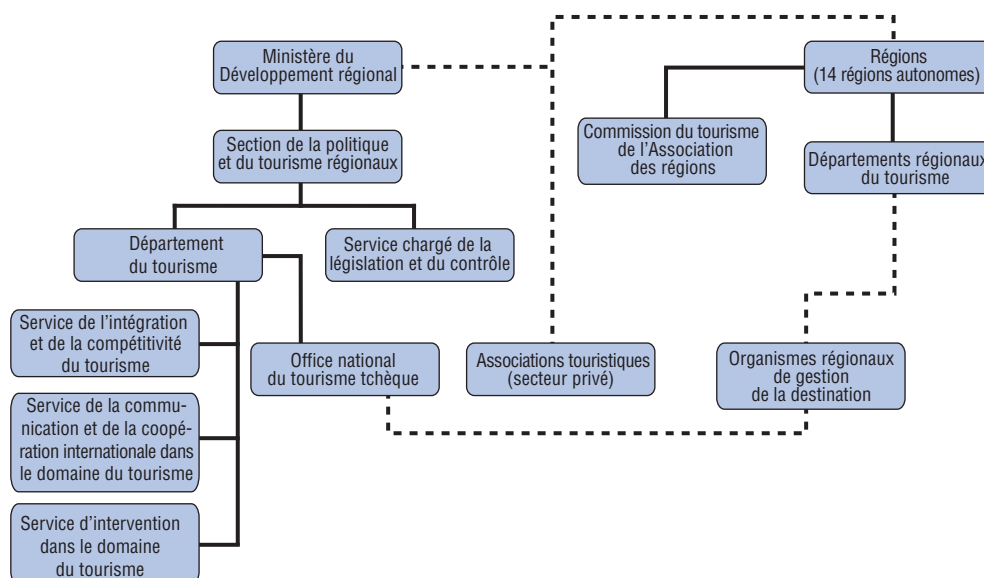 Ministère du
Développement régional
Régions
(14 régions autonomes)
Section de la politique
et du tourisme régionaux
Commission du tourisme
de l'Association
des régions
Départements régionaux
du tourisme
Département
du tourisme
Service chargé de la
législation et du contrôle
Service de l'intégration
et de la compétitivité
du tourisme
Office national
du tourisme tchèque
Associations touristiques
(secteur privé)
Organismes régionaux
de gestion
de la destination
Service de la commu-
nication et de la coopé-
ration internationale dans
le domaine du tourisme
Service d'intervention
dans le domaine
du tourisme